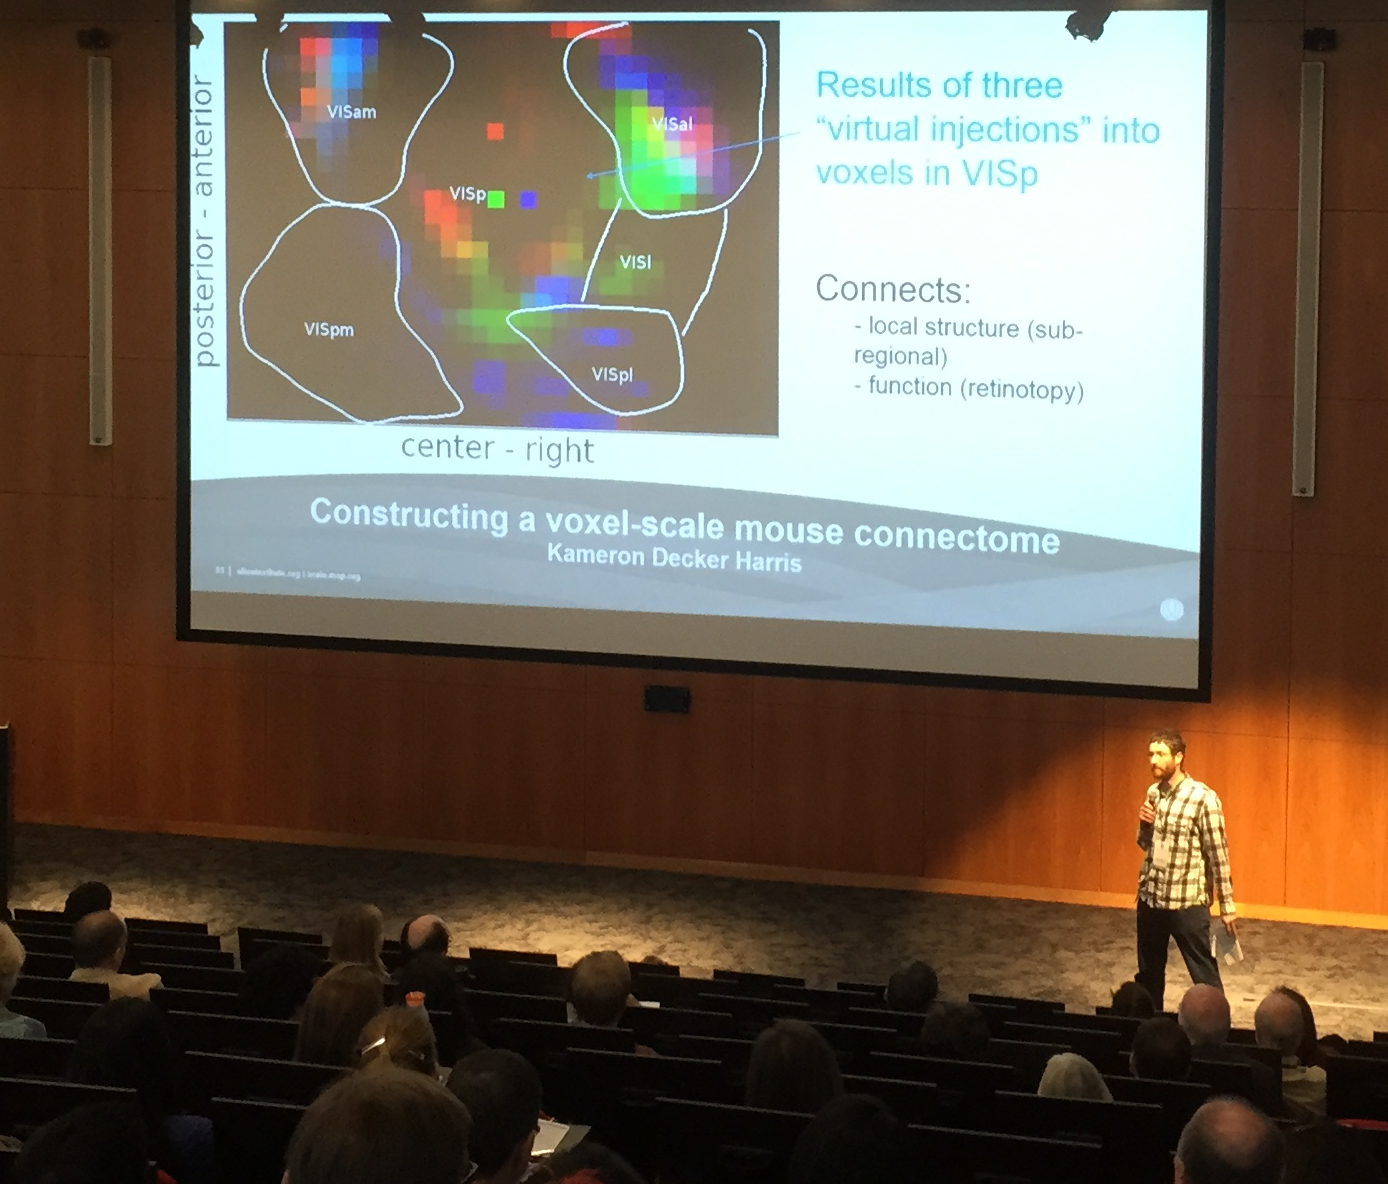 posterior - anterior
VISam
VISal
VISp
VISl
VISpm
VISpl
center - right
Results of three
“virtual injections” into
voxels in VISp
Connects:
- local structure (sub-
regional)
- function (retinotopy)
Constructing a voxel-scale mouse connectome
Kameron Decker Harris